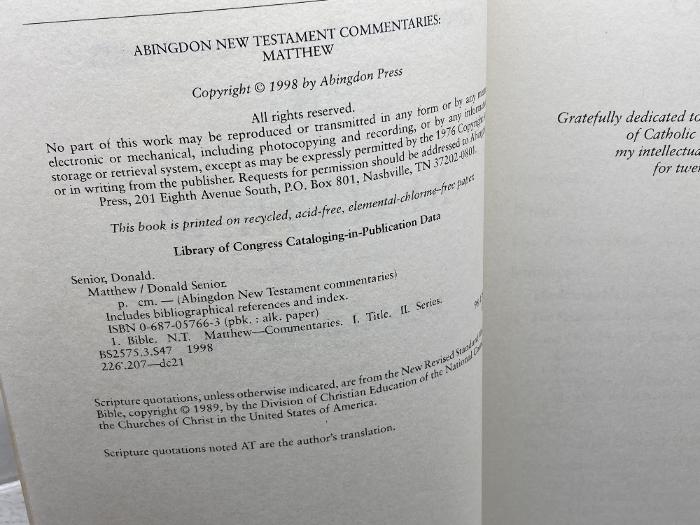 ABINGDON NEW TESTAMENT COMMENTARIES:
MATTHEW
Copyright © 1998 by Abingdon Press
All rights reserved.
No part of this work may be reproduced or transmitted in any form or by any
electronic or mechanical, including photocopying and recording, or by any
storage or retrieval system, except as may be expressly permitted by the 1976
or in writing from the publisher. Requests for permission should be addressed to
Press, 201 Eighth Avenue South, P.O. Box 801, Nashville, TN 37202-0801.
This book is printed on recycled, acid-free, elemental-chlorine-free paper.
Library of Congress Cataloging-in-Publication Data
Senior, Donald.
Matthew / Donald Senior.
p. cm. — (Abingdon New Testament commentaries)
Includes bibliographical references and index.
ISBN 0-687-05766-3 (pbk. : alk. paper)
1. Bible. N.T. Matthew—Commentaries. I. Title. II. Series.
BS2575.3.S47 1998
226'.207—dc21
Scripture quotations, unless otherwise indicated, are from the New Revised
Bible, copyright © 1989, by the Division of Christian Education of the National
the Churches of Christ in the United States of America.
Scripture quotations noted AT are the author's translation.
Gratefully dedicated to
of Catholic
my
for